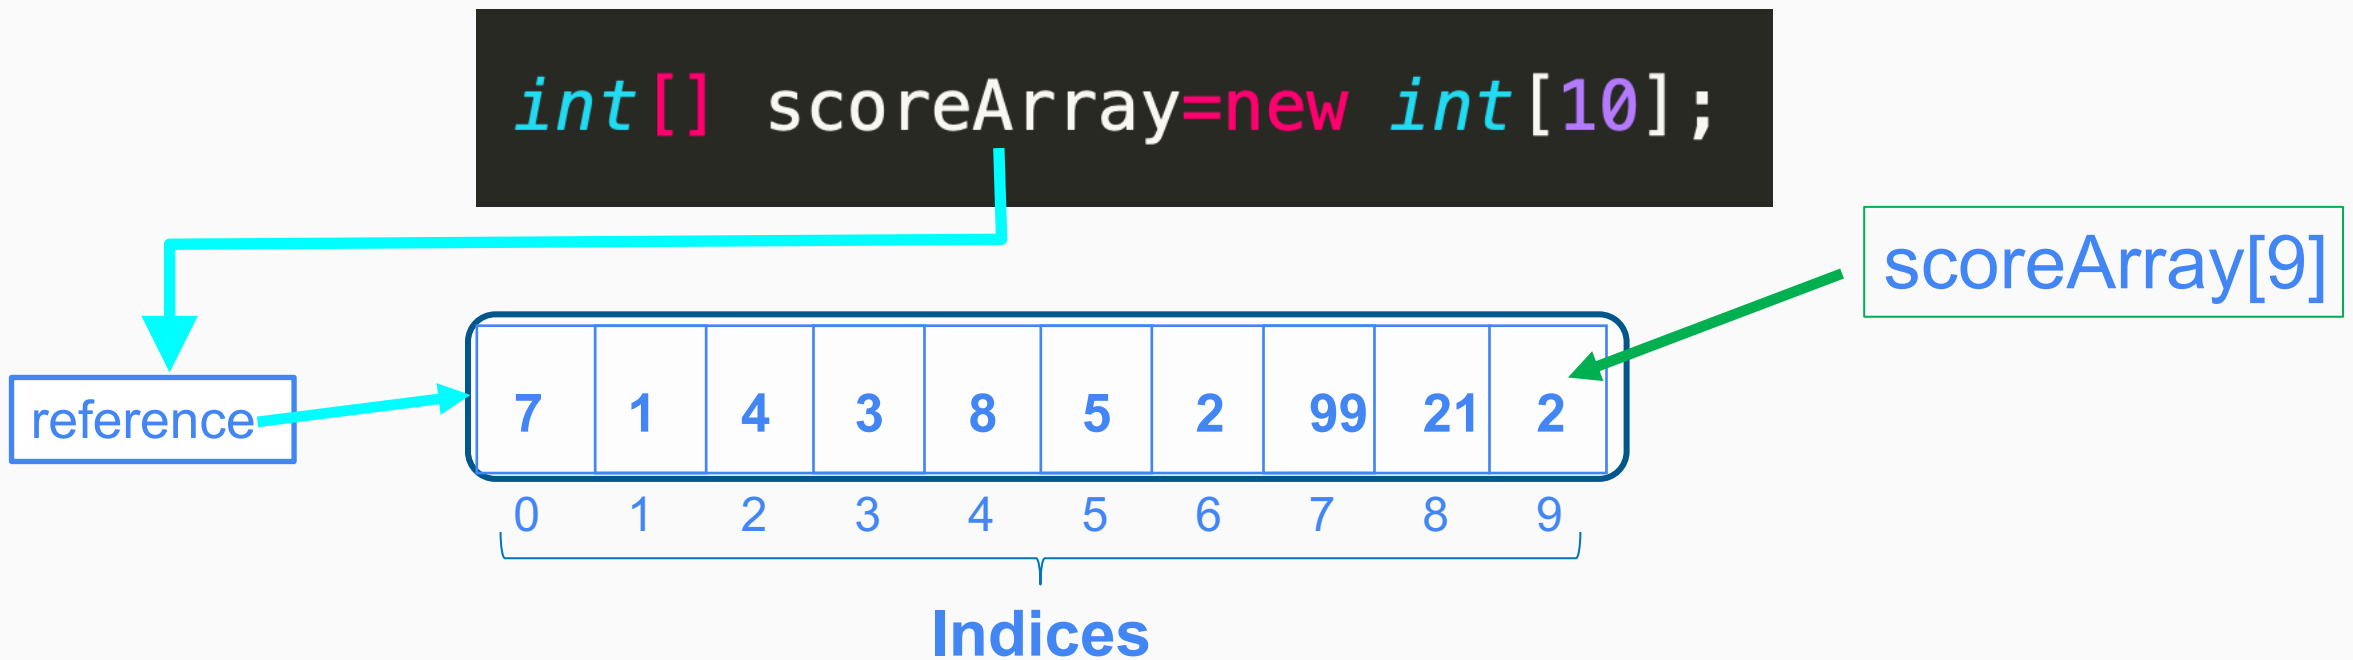 int[] scoreArray=new int[10];
scoreArray[9]
reference
7 1 4 3 8 5 2 99 21 2
0 1 2 3 4 5 6 7 8 9
Indices